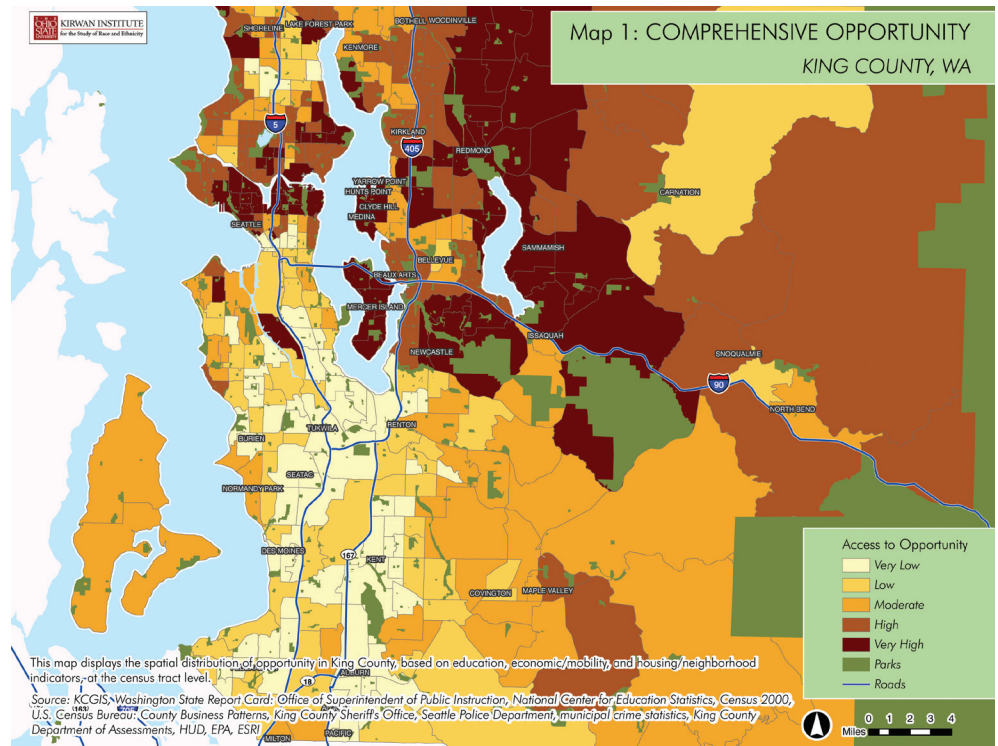 THE
OHIO
STATE
UNIVERSITY
KIRWAN INSTITUTE
for the Study of Race and Ethnicity
Map 1: COMPREHENSIVE OPPORTUNITY
KING COUNTY, WA
SHORELINE
LAKE FOREST PARK
BOTHELL
WOODINVILLE
KENMORE
5
KIRKLAND
405
REDMOND
YARROW POINT
HUNTS POINT
CLYDE HILL
MEDINA
CARNATION
SEATTLE
SAMMAMISH
BELLEVUE
BEAUX ARTS
MERCER ISLAND
ISSAQUAH
NEWCASTLE
SNOQUALMIE
90
NORTH BEND
RENTON
TUKWILA
BURIEN
SEATAC
NORMANDY PARK
DES MOINES
167
KENT
COVINGTON
MAPLE VALLEY
Access to Opportunity
Very Low
Low
Moderate
High
Very High
Parks
Roads
This map displays the spatial distribution of opportunity in King County, based on education, economic/mobility, and housing/neighborhood
indicators, at the census tract level.
AUBURN
18
Source: KCGIS, Washington State Report Card: Office of Superintendent of Public Instruction, National Center for Education Statistics, Census 2000,
U.S. Census Bureau: County Business Patterns, King County Sheriff's Office, Seattle Police Department, municipal crime statistics, King County
Department of Assessments, HUD, EPA, ESRI
PACIFIC
MILTON
Miles
0 1 2 3 4